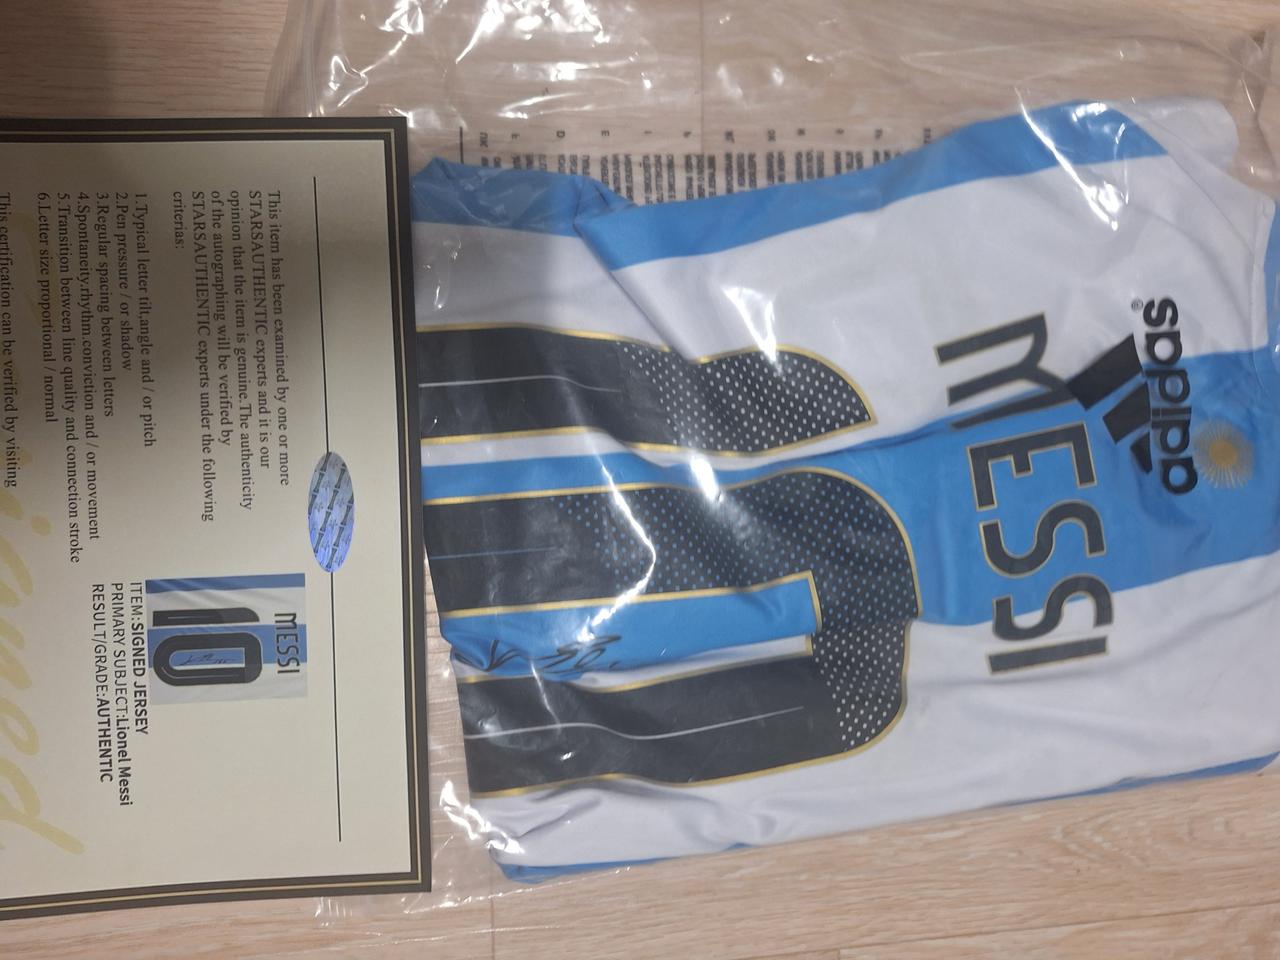 This item has been examined by one or more
STARSAUTHENTIC experts and it is our
opinion that the item is genuine.The authenticity
of the autographing will be verified by
STARSAUTHENTIC experts under the following
criterias:
1.Typical letter tilt,angle and / or pitch
2.Pen pressure / or shadow
3.Regular spacing between letters
4.Spontaneity.rhythm.conviction and / or movement
5.Transition between line quality and connection stroke
6.Letter size proportional / normal
This certification can be verified by visiting
MESSI
10
ITEM:SIGNED JERSEY
PRIMARY SUBJECT:Lionel Messi
RESULT/GRADE:AUTHENTIC
adidas
MESSI
10